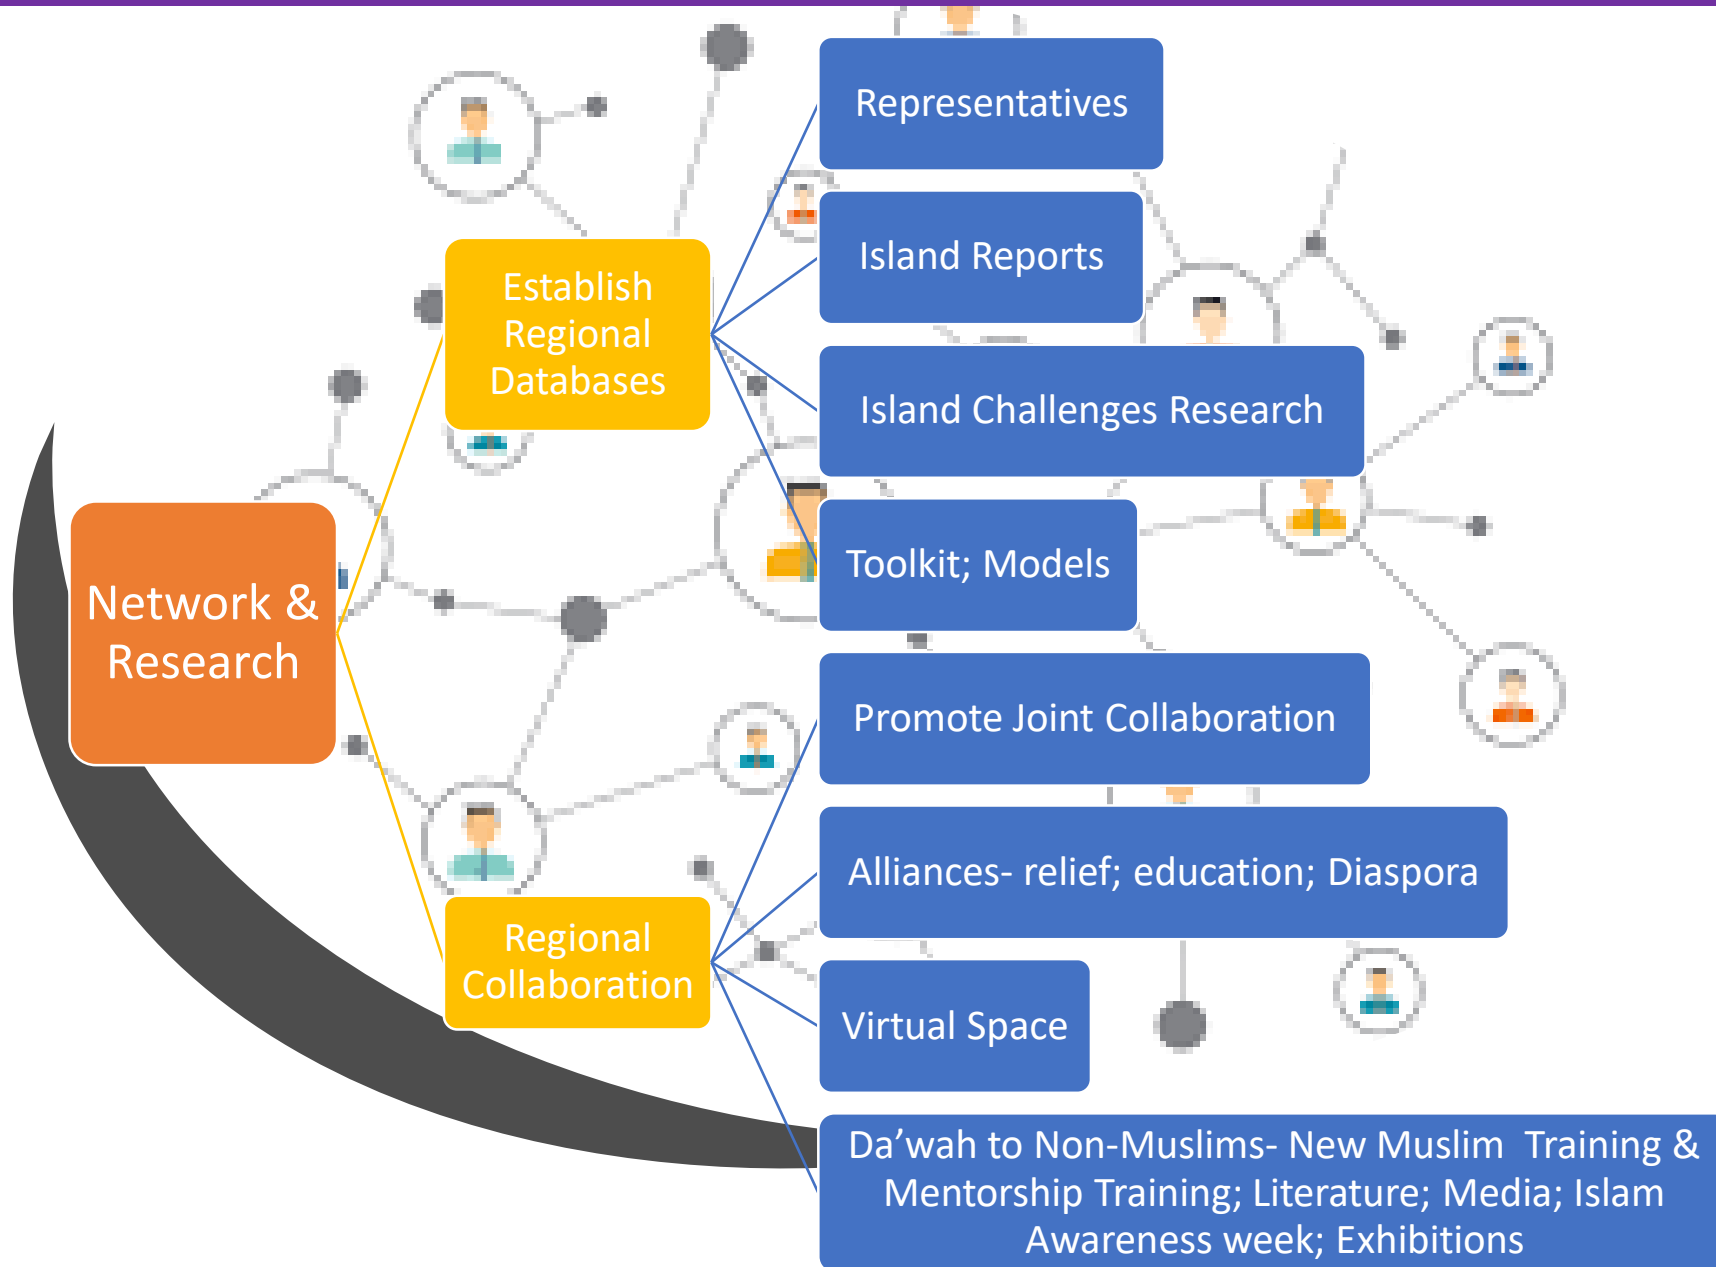 Network &
Research
Establish
Regional
Databases
Representatives
Island Reports
Island Challenges Research
Toolkit; Models
Regional
Collaboration
Promote Joint Collaboration
Alliances- relief; education; Diaspora
Virtual Space
Da’wah to Non-Muslims- New Muslim  Training &
Mentorship Training; Literature; Media; Islam
Awareness week; Exhibitions